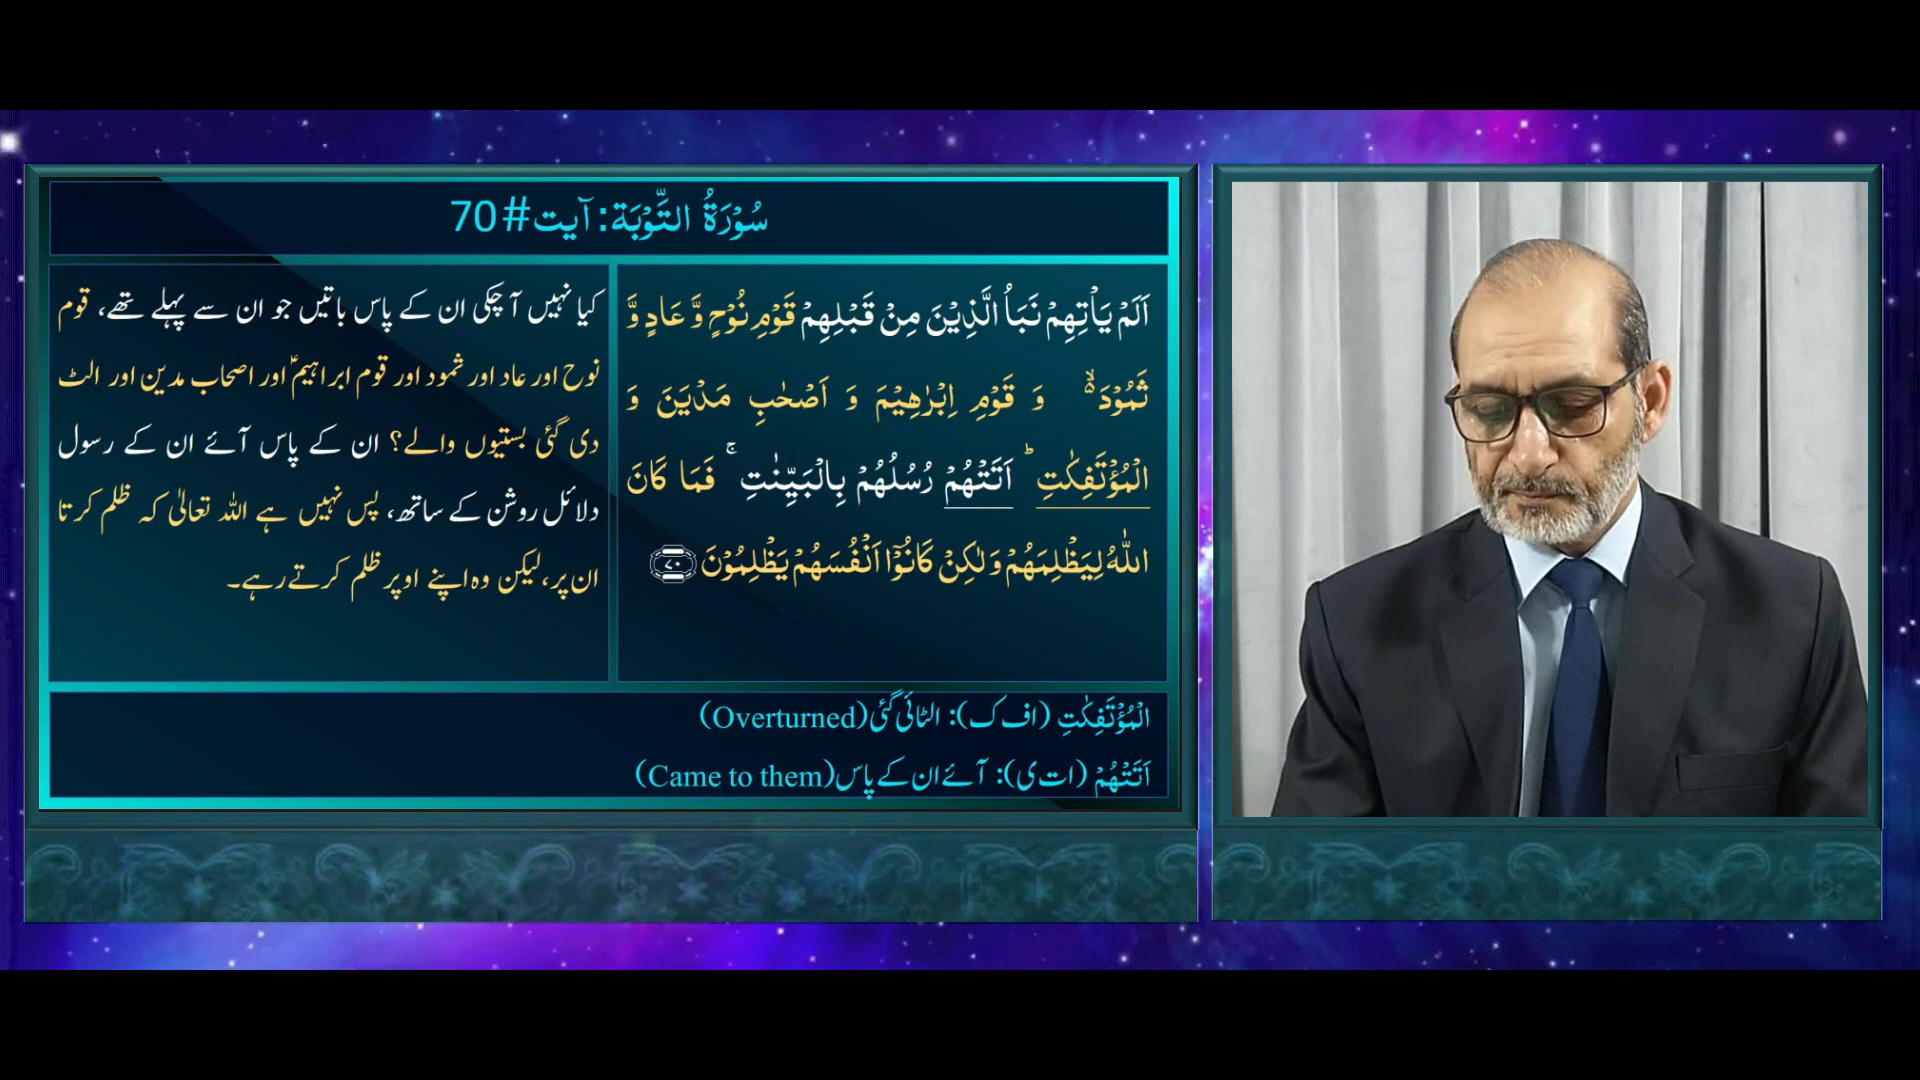 سُوْرَةُ التَّوْبَة: آیت#70
اَلَمْ يَاْتِهِمْ نَبَاُ الَّذِيْنَ مِنْ قَبْلِهِمْ قَوْمِ نُوْحٍ وَّ عَادٍ وَّ
ثَمُوْدَ ۙ۬ وَ قَوْمِ اِبْرٰهِيْمَ وَ اَصْحٰبِ مَدْيَنَ وَ
الْمُؤْتَفِكٰتِ ؕ اَتَتْهُمْ رُسُلُهُمْ بِالْبَيِّنٰتِ ۚ فَمَا كَانَ
اللّٰهُ لِيَظْلِمَهُمْ وَلٰكِنْ كَانُوْۤا اَنْفُسَهُمْ يَظْلِمُوْنَ ۷۰
کیا نہیں آ چکی ان کے پاس باتیں جو ان سے پہلے تھے، قوم
نوح اور عاد اور ثمود اور قوم ابراہیمؑ اور اصحاب مدین اور الٹ
دی گئی بستیوں والے؟ ان کے پاس آئے ان کے رسول
دلائل روشن کے ساتھ، پس نہیں ہے اللہ تعالیٰ کہ ظلم کرتا
ان پر، لیکن وہ اپنے اوپر ظلم کرتے رہے۔
الْمُؤْتَفِكٰتِ (ا ف ک): الٹائی گئی (Overturned)
اَتَتْهُمْ (ا ت ی): آئے ان کے پاس (Came to them)